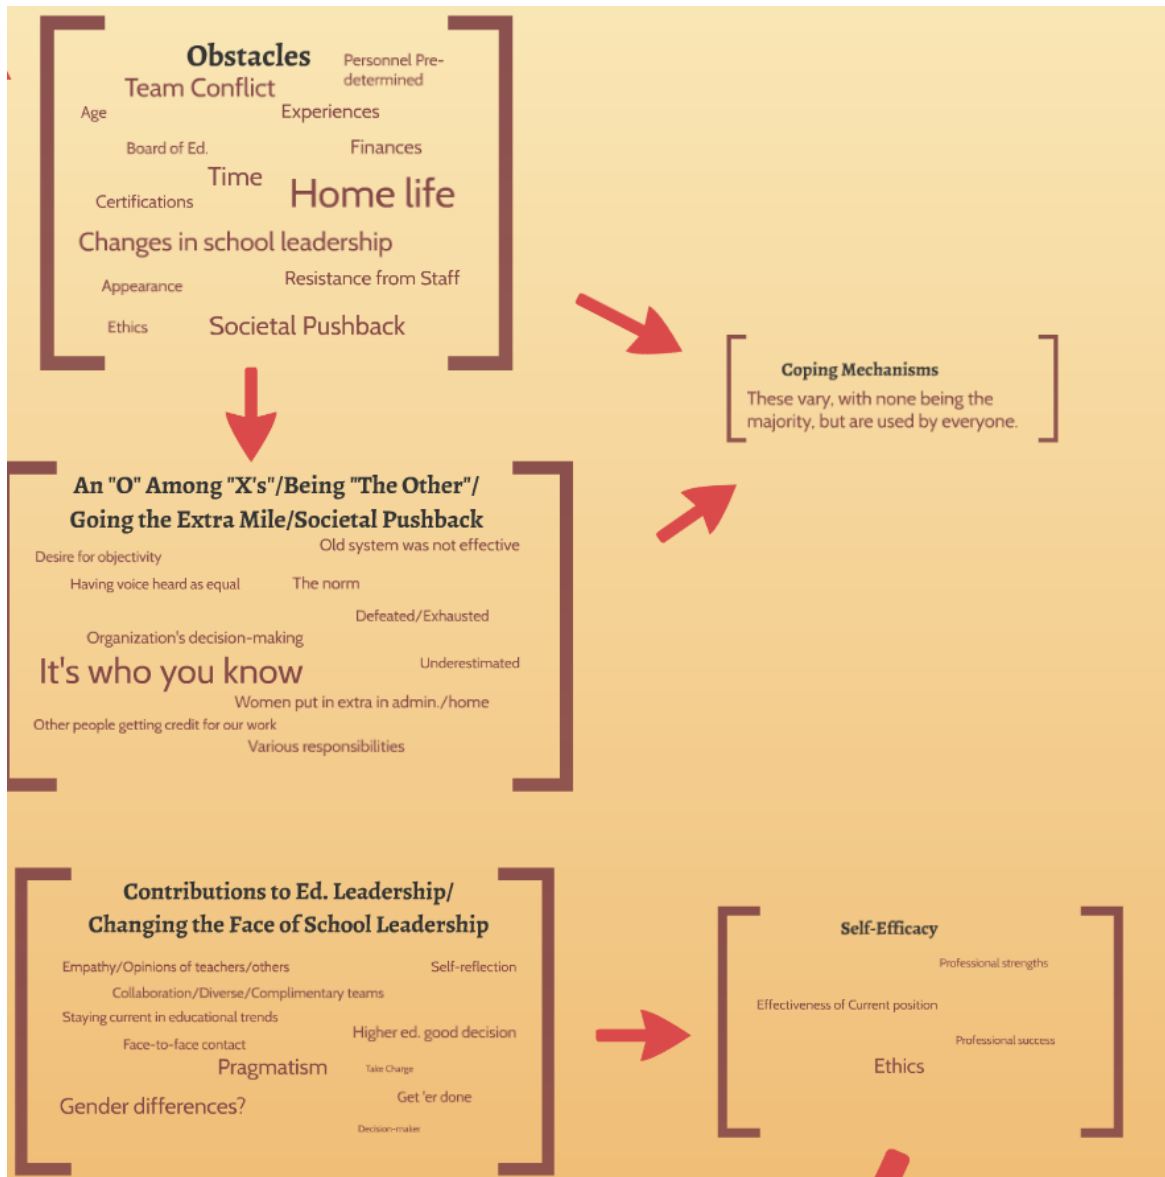 Obstacles
Personnel Pre-
determined
Team Conflict
Age
Experiences
Board of Ed.
Finances
Time
Home life
Certifications
Changes in school leadership
Appearance
Resistance from Staff
Ethics
Societal Pushback
Coping Mechanisms
These vary, with none being the
majority, but are used by everyone.
An "O" Among "X's"/Being "The Other"/
Going the Extra Mile/Societal Pushback
Old system was not effective
Desire for objectivity
Having voice heard as equal
The norm
Defeated/Exhausted
Organization's decision-making
It's who you know
Underestimated
Women put in extra in admin./home
Other people getting credit for our work
Various responsibilities
Contributions to Ed. Leadership/
Changing the Face of School Leadership
Empathy/Opinions of teachers/others
Self-reflection
Collaboration/Diverse/Complimentary teams
Staying current in educational trends
Higher ed. good decision
Face-to-face contact
Pragmatism
Take Charge
Gender differences?
Get 'er done
Decision-maker
Self-Efficacy
Professional strengths
Effectiveness of Current position
Professional success
Ethics